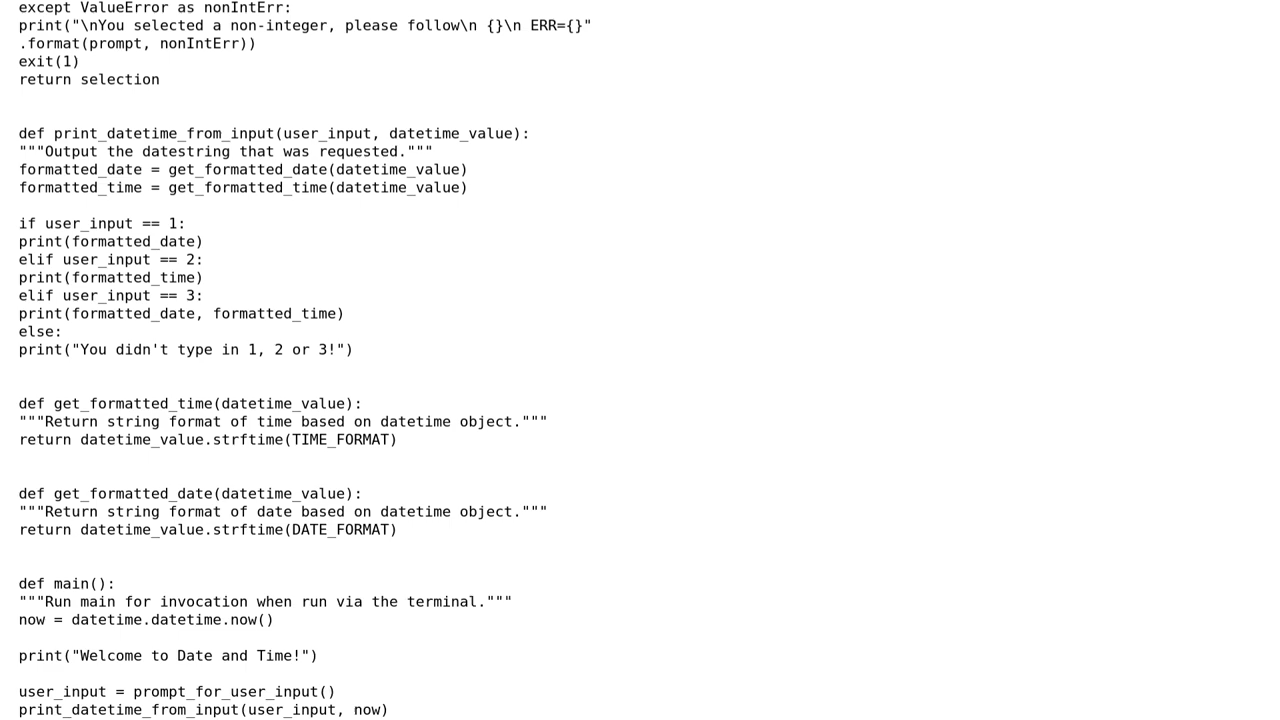 except ValueError as nonIntErr:
print("\nYou selected a non-integer, please follow\n {}\n ERR={}"
.format(prompt, nonIntErr))
exit(1)
return selection
def print_datetime_from_input(user_input, datetime_value):
"""Output the datestring that was requested."""
formatted_date = get_formatted_date(datetime_value)
formatted_time = get_formatted_time(datetime_value)
if user_input == 1:
print(formatted_date)
elif user_input == 2:
print(formatted_time)
elif user_input == 3:
print(formatted_date, formatted_time)
else:
print("You didn't type in 1, 2 or 3!")
def get_formatted_time(datetime_value):
"""Return string format of time based on datetime object."""
return datetime_value.strftime(TIME_FORMAT)
def get_formatted_date(datetime_value):
"""Return string format of date based on datetime object."""
return datetime_value.strftime(DATE_FORMAT)
def main():
"""Run main for invocation when run via the terminal."""
now = datetime.datetime.now()
print("Welcome to Date and Time!")
user_input = prompt_for_user_input()
print_datetime_from_input(user_input, now)